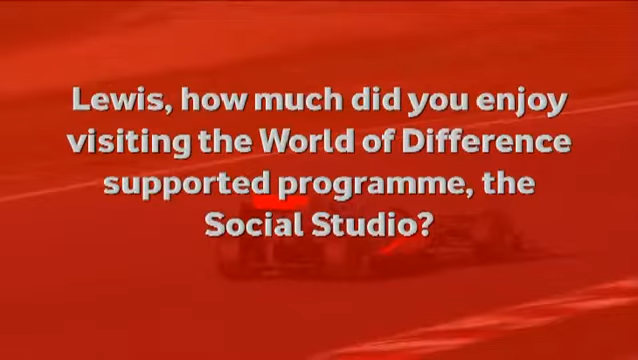 Lewis, how much did you enjoy
visiting the World of Difference
supported programme, the
Social Studio?